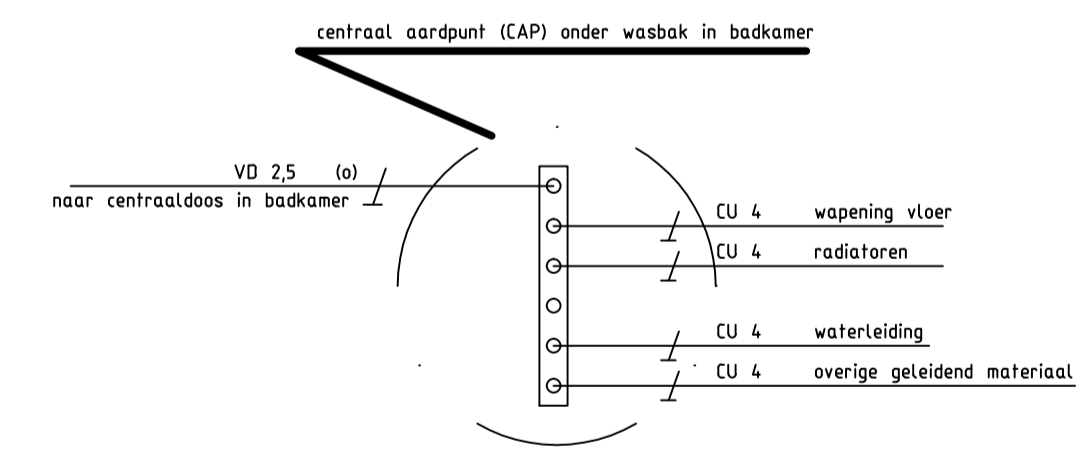 centraal aardpunt (CAP) onder wasbak in badkamer
VD 2,5 (o)
naar centraaldoos in badkamer
CU 4 wapening vloer
CU 4 radiatoren
CU 4 waterleiding
CU 4 overige geleidend materiaal